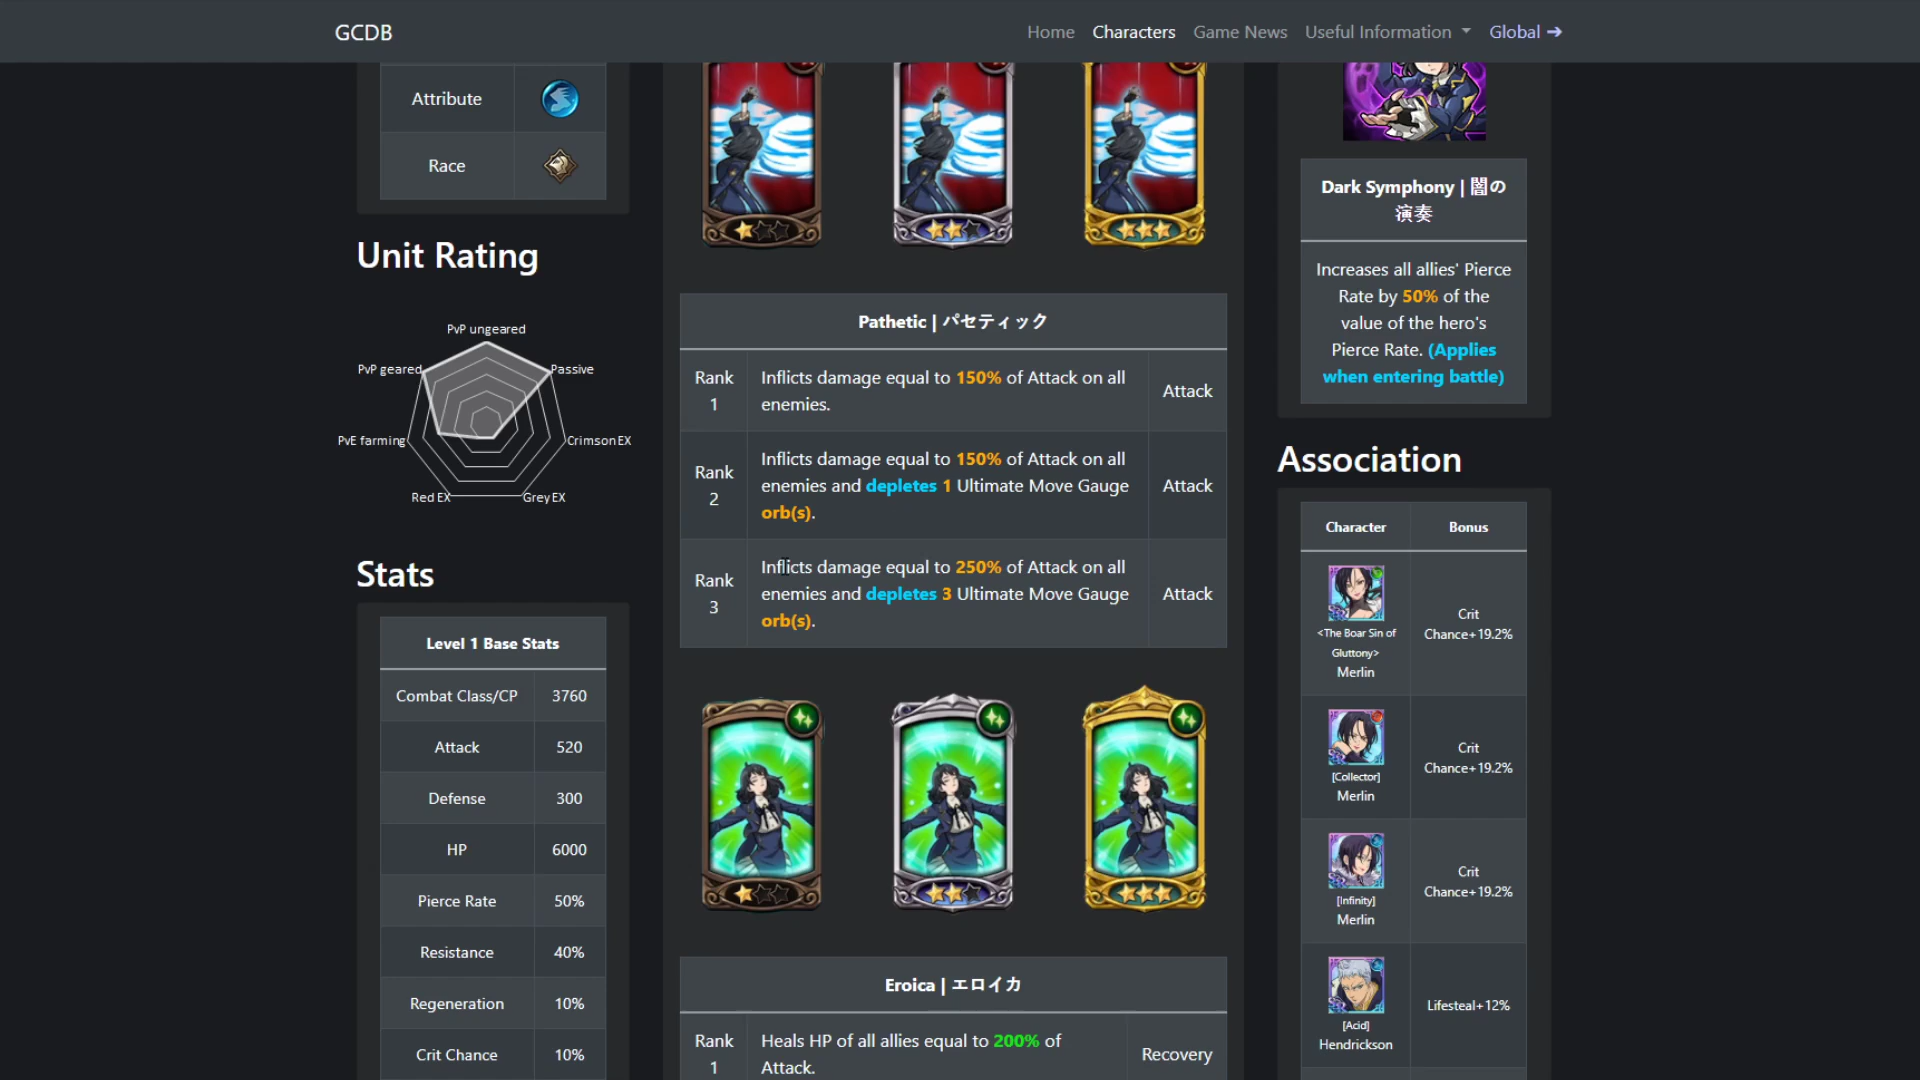 GCDB
Home
Characters
Game News
Useful Information
Global ➔
Attribute
Race
Unit Rating
PvP ungeared
PvP geared
Passive
PvE farming
Crimson EX
Red EX
Grey EX
Stats
Level 1 Base Stats
Combat Class/CP 3760
Attack 520
Defense 300
HP 6000
Pierce Rate 50%
Resistance 40%
Regeneration 10%
Crit Chance 10%
Pathetic | パセティック
Rank
1
Inflicts damage equal to 150% of Attack on all
enemies.
Attack
Rank
2
Inflicts damage equal to 150% of Attack on all
enemies and depletes 1 Ultimate Move Gauge
orb(s).
Attack
Rank
3
Inflicts damage equal to 250% of Attack on all
enemies and depletes 3 Ultimate Move Gauge
orb(s).
Attack
Eroica | エロイカ
Rank
1
Heals HP of all allies equal to 200% of
Attack.
Recovery
Dark Symphony | 闇の
演奏
Increases all allies' Pierce
Rate by 50% of the
value of the hero's
Pierce Rate. (Applies
when entering battle)
Association
Character Bonus
<The Boar Sin of
Gluttony>
Merlin
Crit
Chance+19.2%
[Collector]
Merlin
Crit
Chance+19.2%
[Infinity]
Merlin
Crit
Chance+19.2%
[Acid]
Hendrickson
Lifesteal+12%